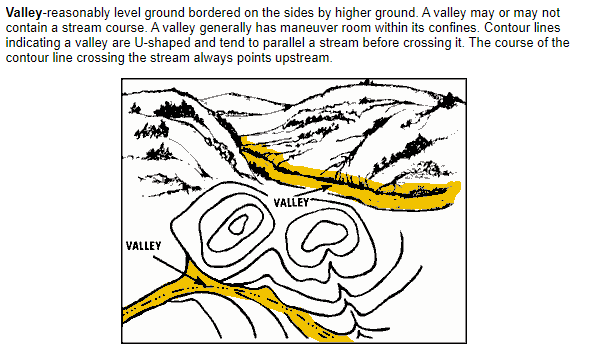 Valley-reasonably level ground bordered on the sides by higher ground. A valley may or may not
contain a stream course. A valley generally has maneuver room within its confines. Contour lines
indicating a valley are U-shaped and tend to parallel a stream before crossing it. The course of the
contour line crossing the stream always points upstream.
VALLEY
VALLEY